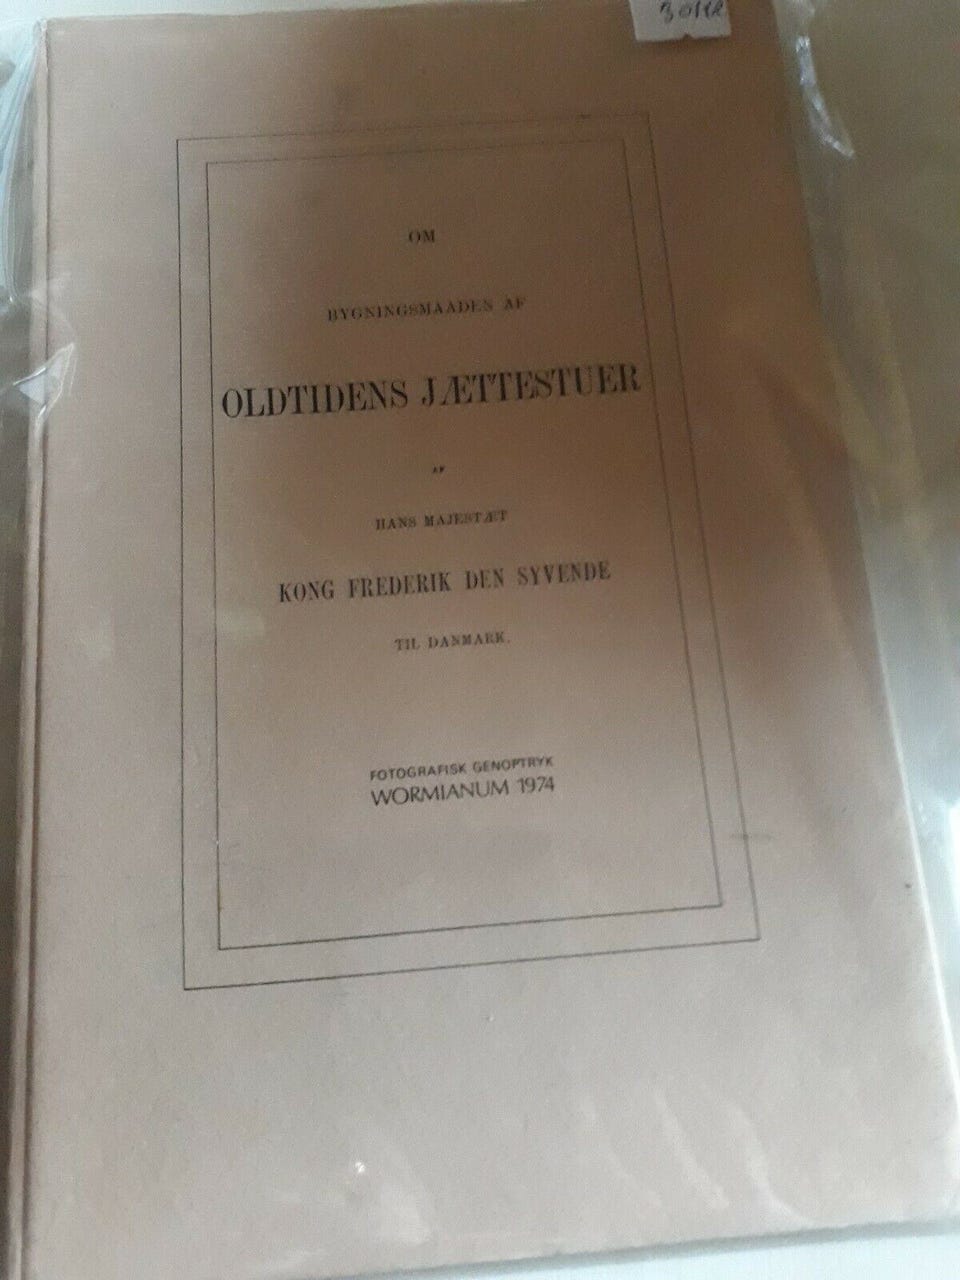 OM
BYGNINGSMAADEN AF
OLDTIDENS JÆTTESTUER
AF
HANS MAJESTÆT
KONG FREDERIK DEN SYVENDE
TIL DANMARK.
FOTOGRAFISK GENOPTRYK
WORMIANUM 1974